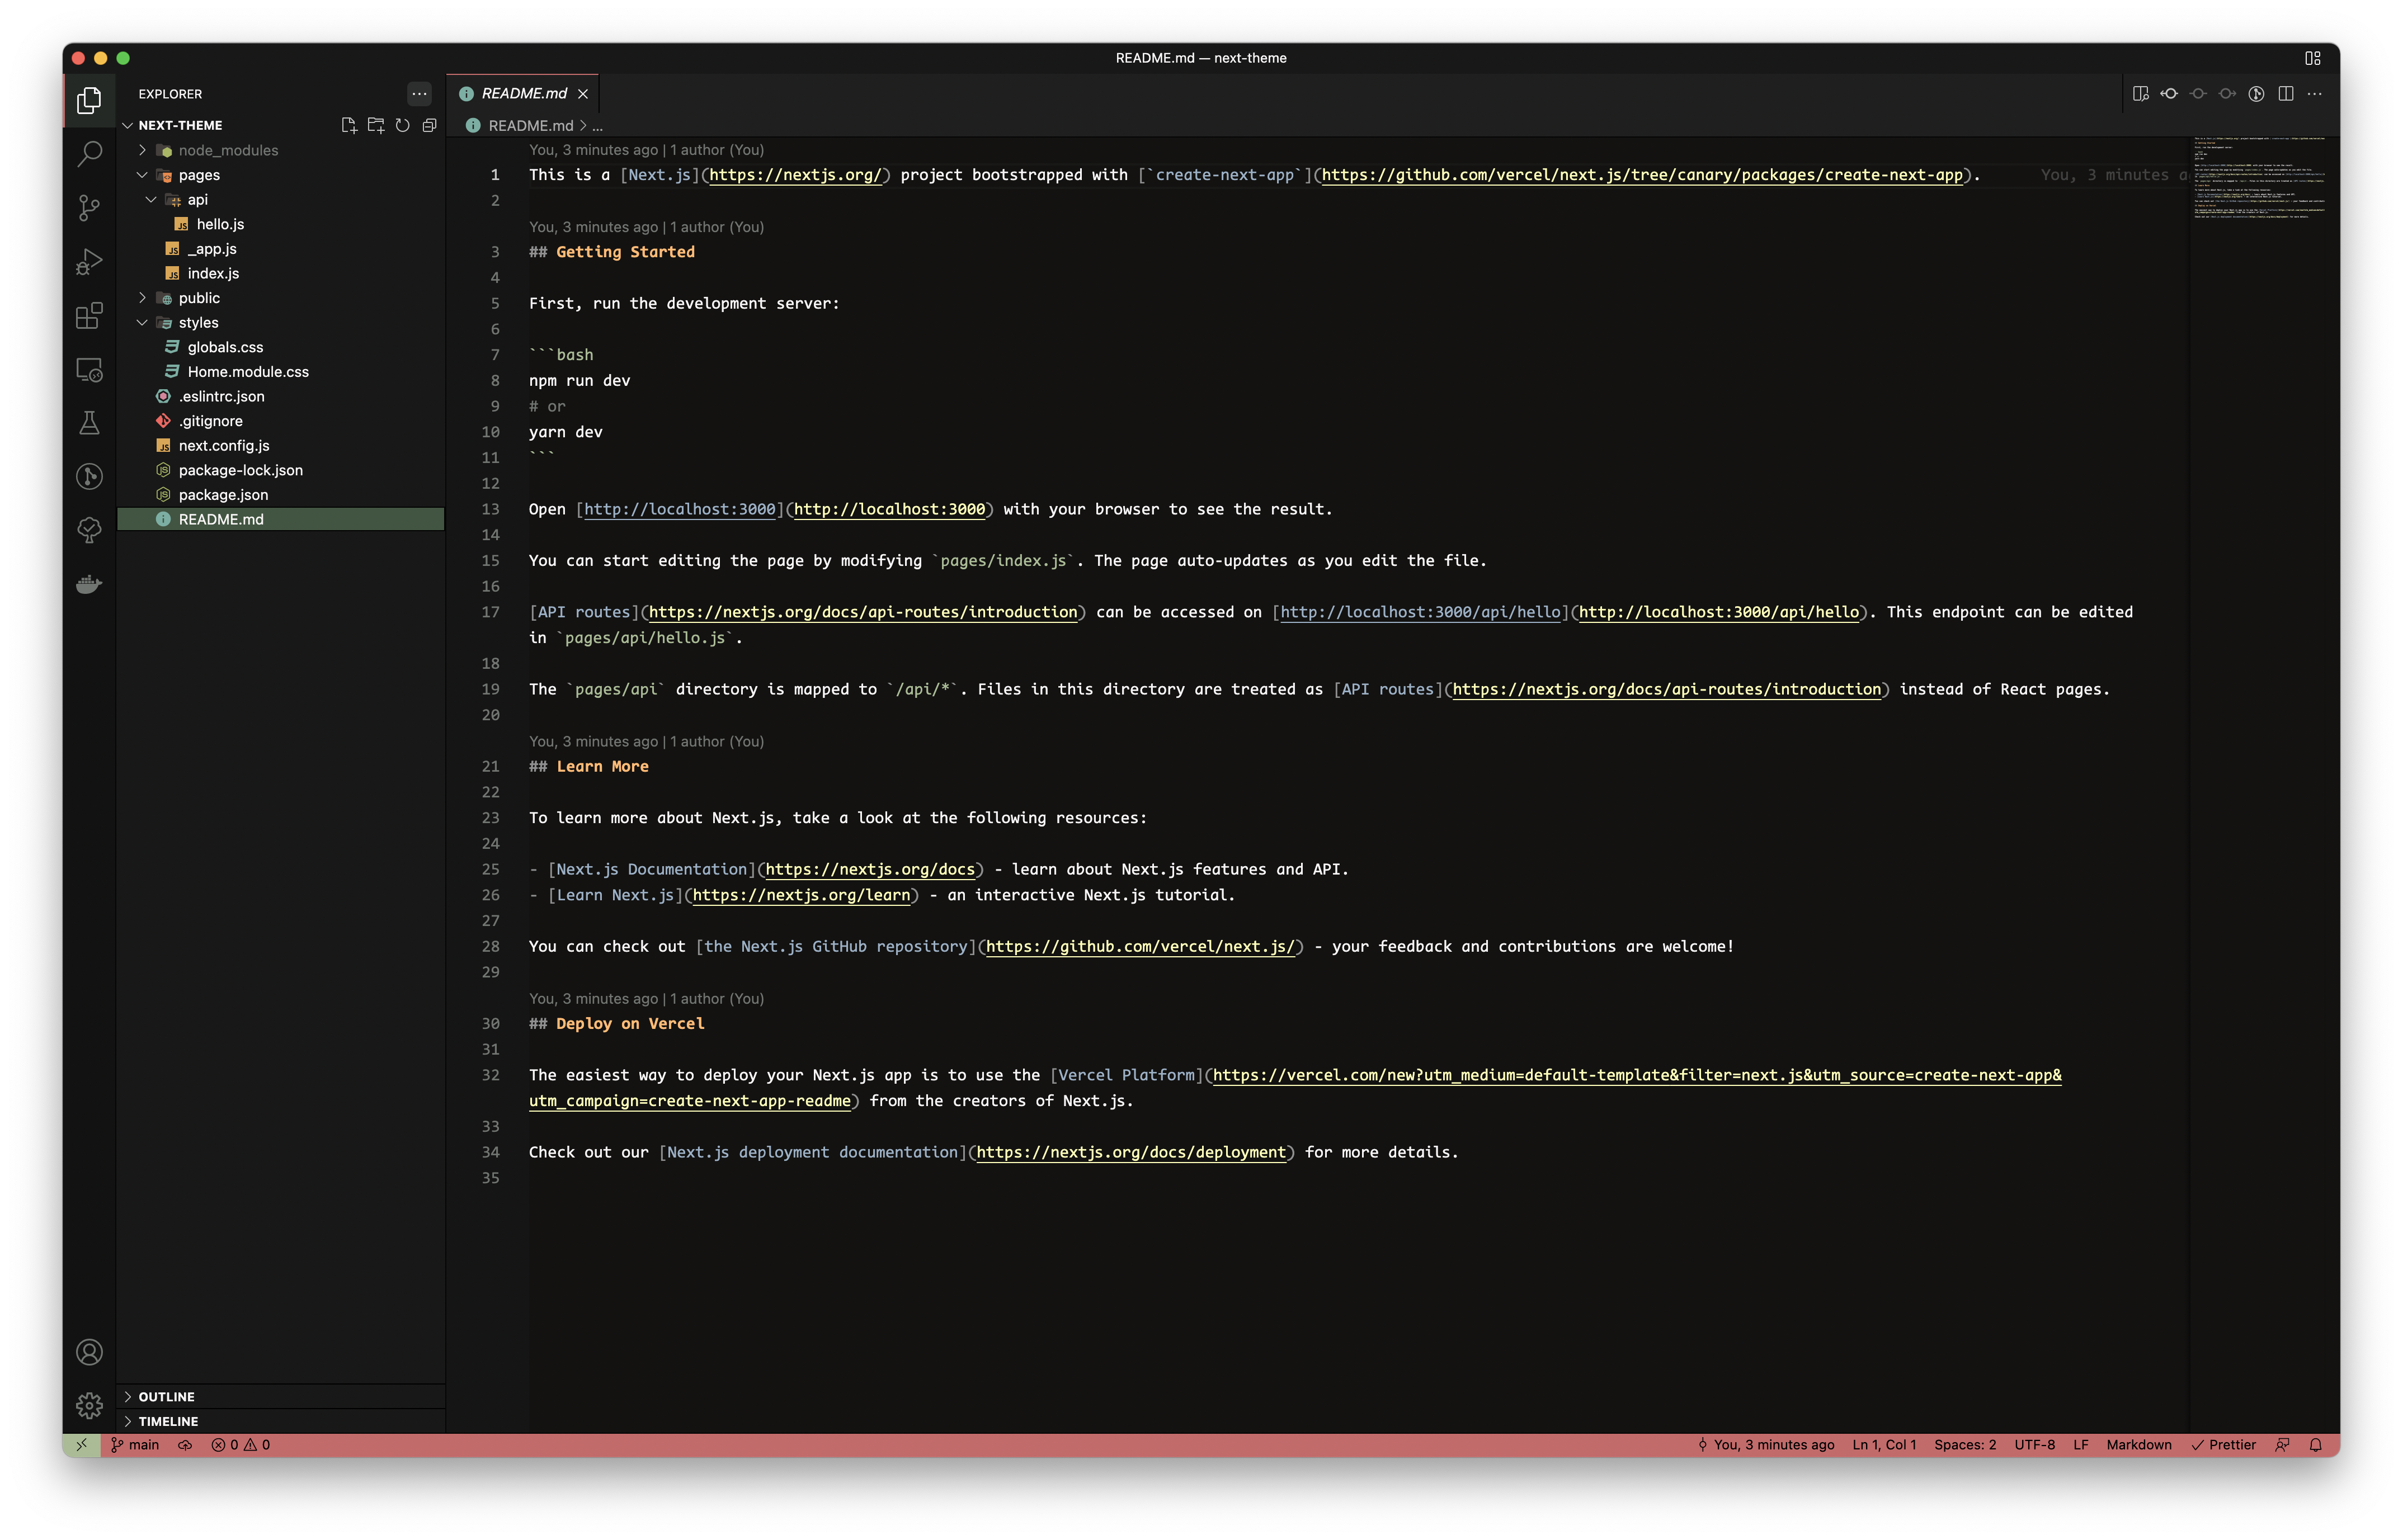 README.md — next-theme
EXPLORER
NEXT-THEME
node_modules
pages
api
hello.js
_app.js
index.js
public
styles
globals.css
Home.module.css
.eslintrc.json
.gitignore
next.config.js
package-lock.json
package.json
README.md
OUTLINE
TIMELINE
README.md
README.md > ...
You, 3 minutes ago | 1 author (You)
1 This is a [Next.js](https://nextjs.org/) project bootstrapped with [`create-next-app`](https://github.com/vercel/next.js/tree/canary/packages/create-next-app). You, 3 minutes a
2
You, 3 minutes ago | 1 author (You)
3 ## Getting Started
4
5 First, run the development server:
6
7 ```bash
8 npm run dev
9 # or
10 yarn dev
11 ```
12
13 Open [http://localhost:3000](http://localhost:3000) with your browser to see the result.
14
15 You can start editing the page by modifying `pages/index.js`. The page auto-updates as you edit the file.
16
17 [API routes](https://nextjs.org/docs/api-routes/introduction) can be accessed on [http://localhost:3000/api/hello](http://localhost:3000/api/hello). This endpoint can be edited
in `pages/api/hello.js`.
18
19 The `pages/api` directory is mapped to `/api/*`. Files in this directory are treated as [API routes](https://nextjs.org/docs/api-routes/introduction) instead of React pages.
20
You, 3 minutes ago | 1 author (You)
21 ## Learn More
22
23 To learn more about Next.js, take a look at the following resources:
24
25 - [Next.js Documentation](https://nextjs.org/docs) - learn about Next.js features and API.
26 - [Learn Next.js](https://nextjs.org/learn) - an interactive Next.js tutorial.
27
28 You can check out [the Next.js GitHub repository](https://github.com/vercel/next.js/) - your feedback and contributions are welcome!
29
You, 3 minutes ago | 1 author (You)
30 ## Deploy on Vercel
31
32 The easiest way to deploy your Next.js app is to use the [Vercel Platform](https://vercel.com/new?utm_medium=default-template&filter=next.js&utm_source=create-next-app&
utm_campaign=create-next-app-readme) from the creators of Next.js.
33
34 Check out our [Next.js deployment documentation](https://nextjs.org/docs/deployment) for more details.
35
main 0 0 You, 3 minutes ago Ln 1, Col 1 Spaces: 2 UTF-8 LF Markdown Prettier